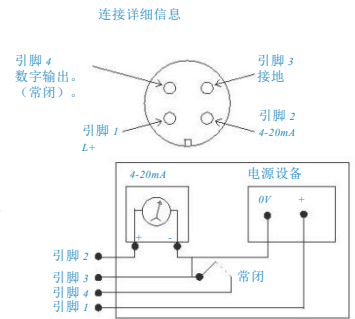 连接详细信息
引脚 4
数字输出。
（常闭）。
引脚 3
接地
引脚 1
L+
引脚 2
4-20mA
4-20mA
电源设备
0V
+
+
-
引脚 2
引脚 3
常闭
引脚 4
引脚 1